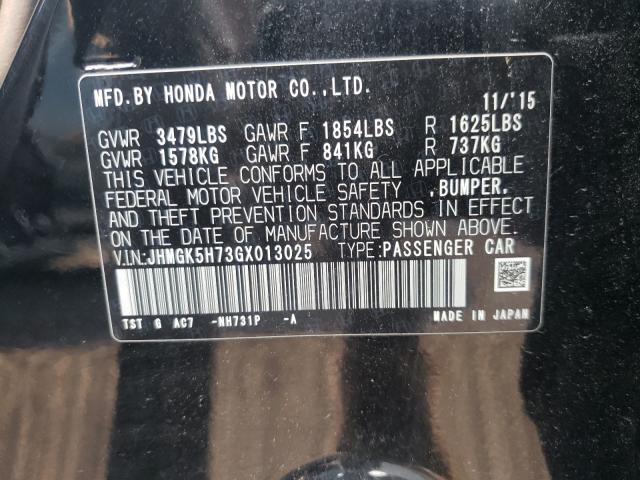 MFD.BY HONDA MOTOR CO.,LTD. 11/'15
GVWR 3479LBS GAWR F 1854LBS R 1625LBS
GVWR 1578KG GAWR F 841KG R 737KG
THIS VEHICLE CONFORMS TO ALL APPLICABLE
FEDERAL MOTOR VEHICLE SAFETY ,BUMPER,
AND THEFT PREVENTION STANDARDS IN EFFECT
ON THE DATE OF MANUFACTURE SHOWN ABOVE.
V.I.N:JHMGK5H73GX013025 TYPE:PASSENGER CAR
TST G AC7 -NH731P -A MADE IN JAPAN